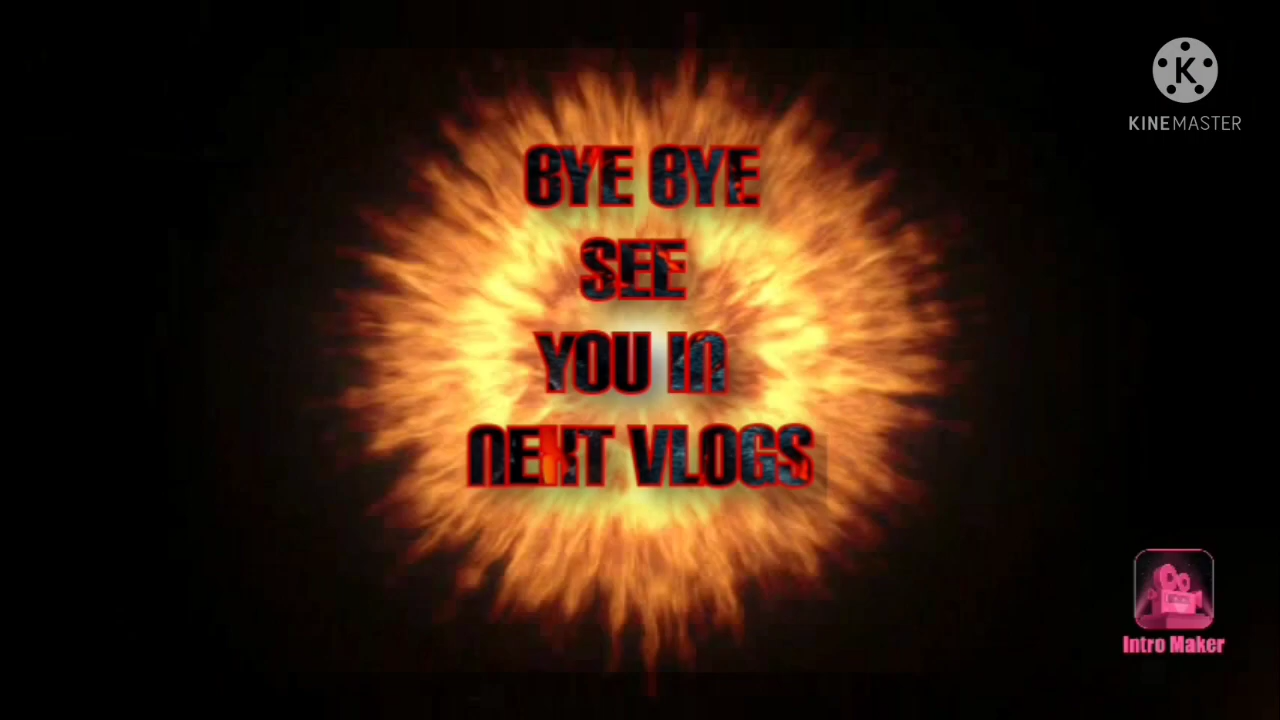 K
KINEMASTER
BYE BYE
SEE
YOU IN
NEXT VLOGS
Intro Maker